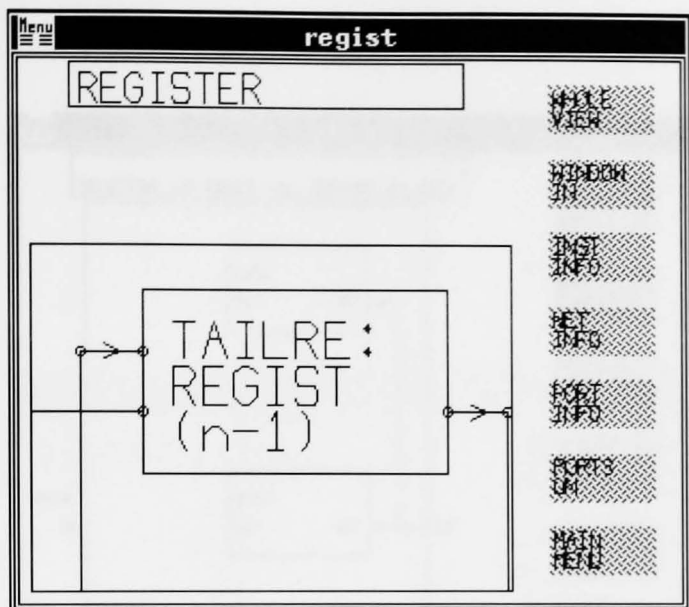 Menu
regist
REGISTER
TAILRE:
REGIST
(n-1)
WHOLE
VIEW
WINDOW
IN
INST
INFO
NET
INFO
PORT
INFO
PORTS
ON
MAIN
MENU